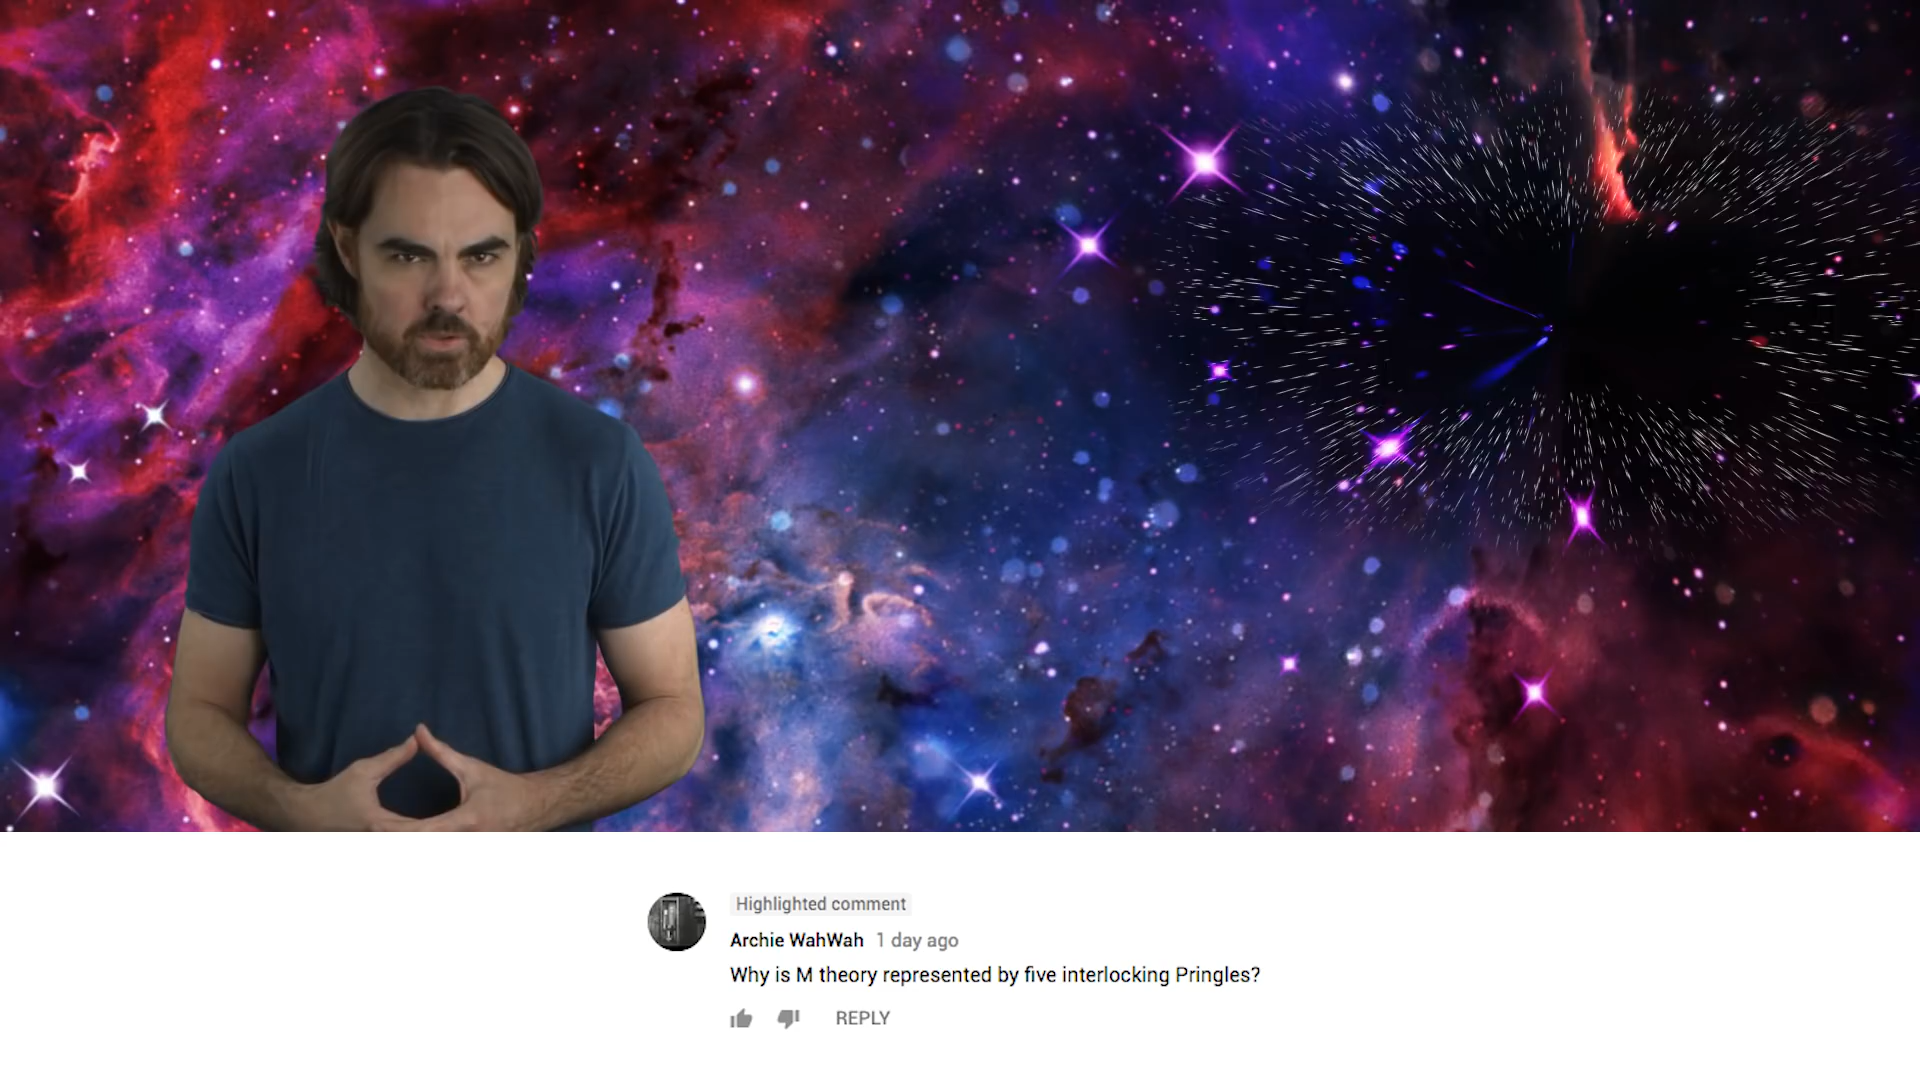 Highlighted comment
Archie WahWah 1 day ago
Why is M theory represented by five interlocking Pringles?
REPLY